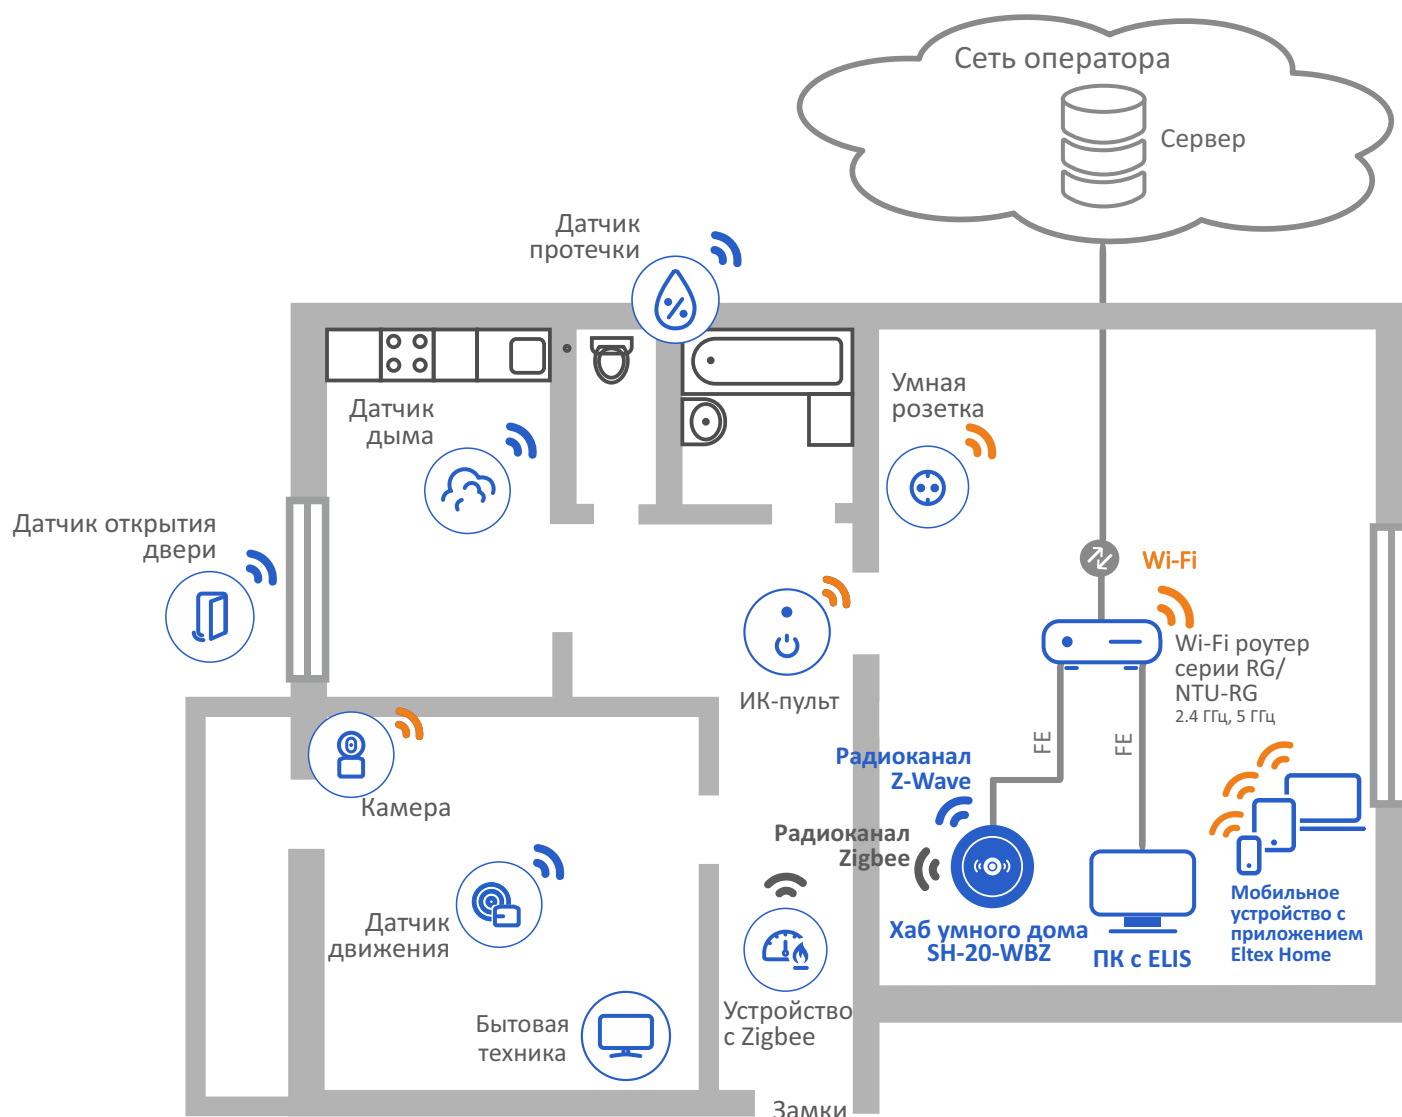 Сеть оператора
Сервер
Датчик
протечки
Датчик
дыма
Умная
розетка
Датчик открытия
двери
Wi-Fi
Wi-Fi роутер
серии RG/
NTU-RG
2.4 ГГц, 5 ГГц
ИК-пульт
FE
FE
Радиоканал
Z-Wave
Камера
Радиоканал
Zigbee
Мобильное
устройство с
приложением
Eltex Home
Хаб умного дома
SH-20-WBZ
ПК с ELIS
Датчик
движения
Устройство
с Zigbee
Бытовая
техника
Замки